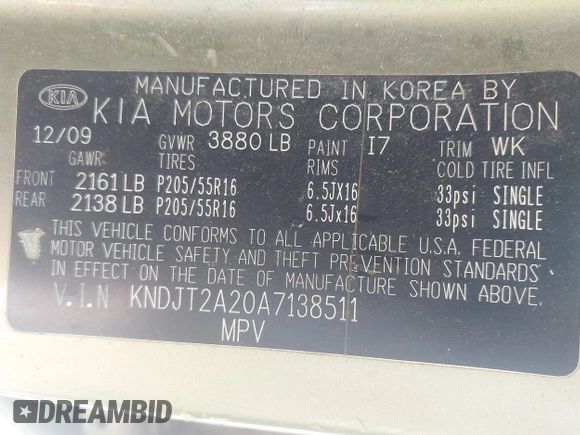 MANUFACTURED IN KOREA BY
KIA KIA MOTORS CORPORATION
12/09 GVWR 3880 LB PAINT I7 TRIM WK
GAWR TIRES RIMS COLD TIRE INFL
FRONT 2161 LB P205/55R16 6.5JX16 33psi SINGLE
REAR 2138 LB P205/55R16 6.5Jx16 33psi SINGLE
THIS VEHICLE CONFORMS TO ALL APPLICABLE U.S.A. FEDERAL
MOTOR VEHICLE SAFETY AND THEFT PREVENTION STANDARDS
IN EFFECT ON THE DATE OF MANUFACTURE SHOWN ABOVE.
V.I.N KNDJT2A20A7138511
MPV
DREAMBID